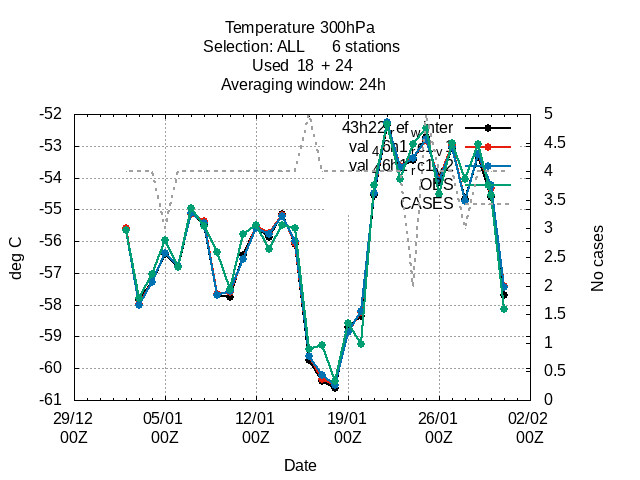 Temperature 300hPa
Selection: ALL 6 stations
Used 18 + 24
Averaging window: 24h
-52 5
-53 4.5
-54 4
-55 3.5
-56 3
-57 2.5
-58 2
-59 1.5
-60 1
0.5
-61 0
OBS
CASES
deg C
No cases
29/12 05/01 12/01 19/01 26/01 02/02
00Z 00Z 00Z 00Z 00Z 00Z
Date